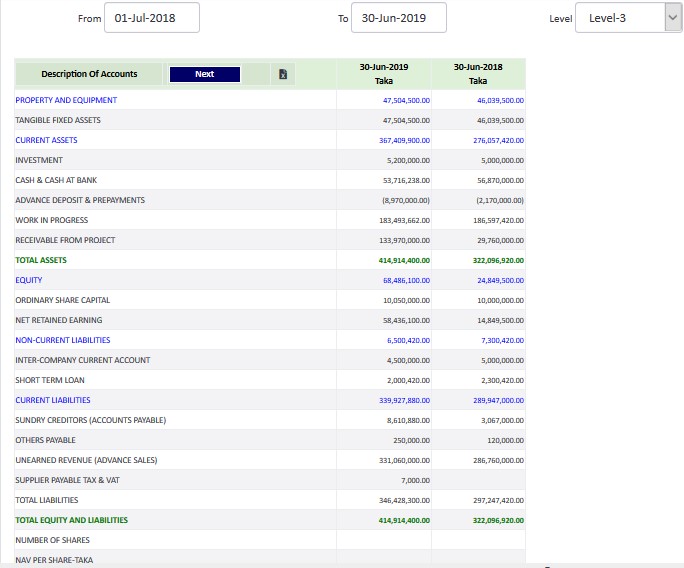 From 01-Jul-2018 To 30-Jun-2019 Level Level-3
Description Of Accounts Next 30-Jun-2019 Taka 30-Jun-2018 Taka
PROPERTY AND EQUIPMENT 47,504,500.00 46,039,500.00
TANGIBLE FIXED ASSETS 47,504,500.00 46,039,500.00
CURRENT ASSETS 367,409,900.00 276,057,420.00
INVESTMENT 5,200,000.00 5,000,000.00
CASH & CASH AT BANK 53,716,238.00 56,870,000.00
ADVANCE DEPOSIT & PREPAYMENTS (8,970,000.00) (2,170,000.00)
WORK IN PROGRESS 183,493,662.00 186,597,420.00
RECEIVABLE FROM PROJECT 133,970,000.00 29,760,000.00
TOTAL ASSETS 414,914,400.00 322,096,920.00
EQUITY 68,486,100.00 24,849,500.00
ORDINARY SHARE CAPITAL 10,050,000.00 10,000,000.00
NET RETAINED EARNING 58,436,100.00 14,849,500.00
NON-CURRENT LIABILITIES 6,500,420.00 7,300,420.00
INTER-COMPANY CURRENT ACCOUNT 4,500,000.00 5,000,000.00
SHORT TERM LOAN 2,000,420.00 2,300,420.00
CURRENT LIABILITIES 339,927,880.00 289,947,000.00
SUNDRY CREDITORS (ACCOUNTS PAYABLE) 8,610,880.00 3,067,000.00
OTHERS PAYABLE 250,000.00 120,000.00
UNEARNED REVENUE (ADVANCE SALES) 331,060,000.00 286,760,000.00
SUPPLIER PAYABLE TAX & VAT 7,000.00
TOTAL LIABILITIES 346,428,300.00 297,247,420.00
TOTAL EQUITY AND LIABILITIES 414,914,400.00 322,096,920.00
NUMBER OF SHARES
NAV PER SHARE-TAKA